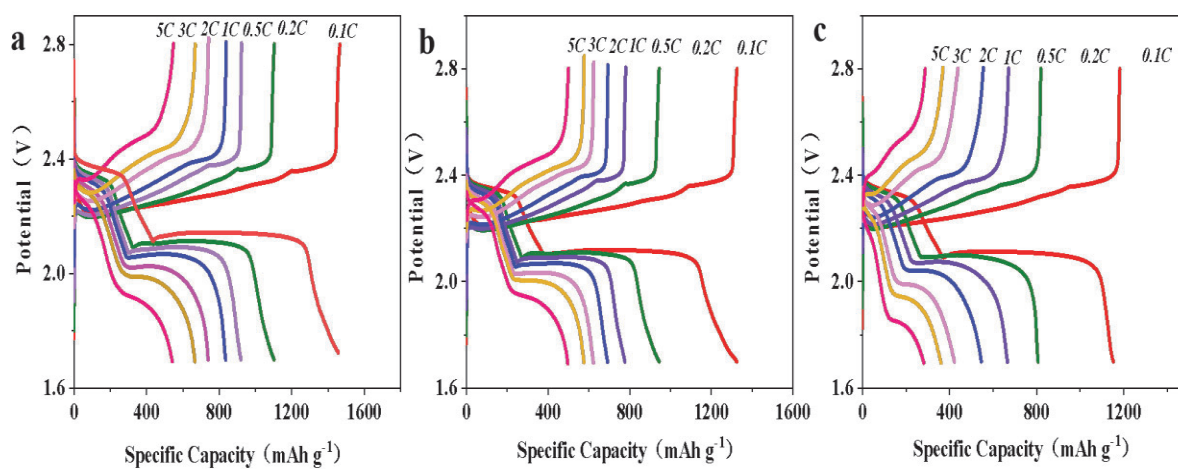 a
5C 3C 2C 1C 0.5C 0.2C 0.1C
2.8
2.4
2.0
1.6
Potential (V)
0 400 800 1200 1600
Specific Capacity (mAh g-1)
b
5C 3C 2C 1C 0.5C 0.2C 0.1C
2.8
2.4
2.0
1.6
Potential (V)
0 400 800 1200 1600
Specific Capacity (mAh g-1)
c
5C 3C 2C 1C 0.5C 0.2C 0.1C
2.8
2.4
2.0
1.6
Potential (V)
0 400 800 1200
Specific Capacity (mAh g-1)